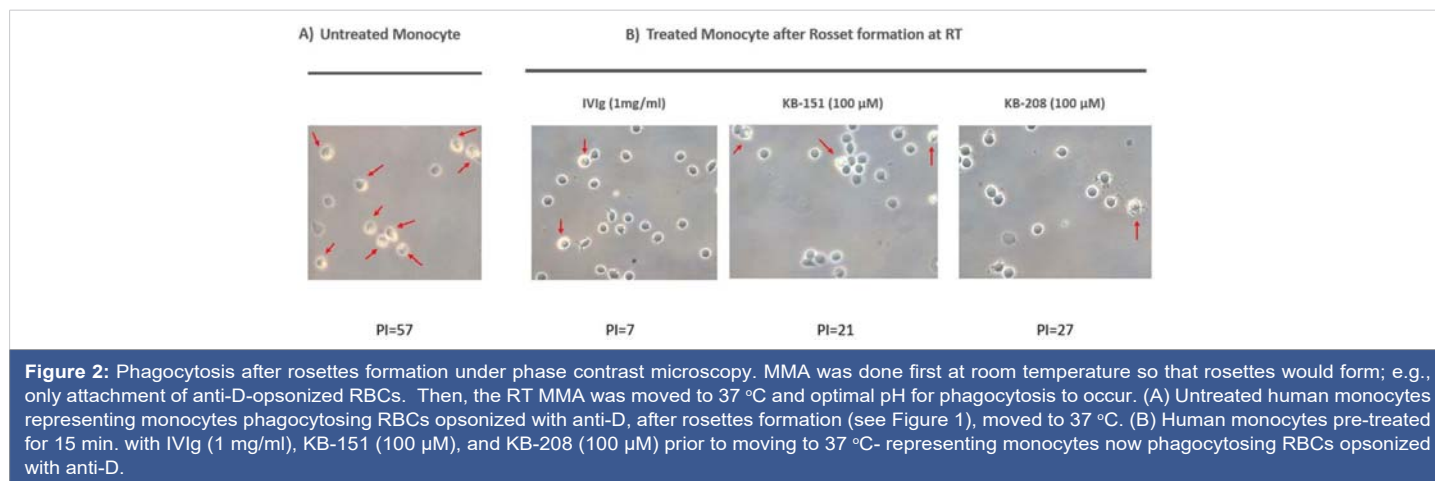 A) Untreated Monocyte
B) Treated Monocyte after Rosset formation at RT
IVIg (1mg/ml)
KB-151 (100 µM)
KB-208 (100 µM)
PI=57
PI=7
PI=21
PI=27
Figure 2: Phagocytosis after rosettes formation under phase contrast microscopy. MMA was done first at room temperature so that rosettes would form; e.g.,
only attachment of anti-D-opsonized RBCs. Then, the RT MMA was moved to 37 °C and optimal pH for phagocytosis to occur. (A) Untreated human monocytes
representing monocytes phagocytosing RBCs opsonized with anti-D, after rosettes formation (see Figure 1), moved to 37 °C. (B) Human monocytes pre-treated
for 15 min. with IVIg (1 mg/ml), KB-151 (100 µM), and KB-208 (100 µM) prior to moving to 37 °C- representing monocytes now phagocytosing RBCs opsonized
with anti-D.